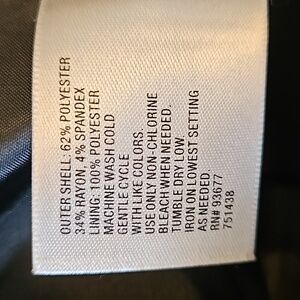 OUTER SHELL: 62% POLYESTER
34% RAYON, 4% SPANDEX
LINING: 100% POLYESTER
MACHINE WASH COLD
GENTLE CYCLE
WITH LIKE COLORS.
USE ONLY NON-CHLORINE
BLEACH WHEN NEEDED.
TUMBLE DRY LOW.
IRON ON LOWEST SETTING
AS NEEDED.
RN# 93677
751438